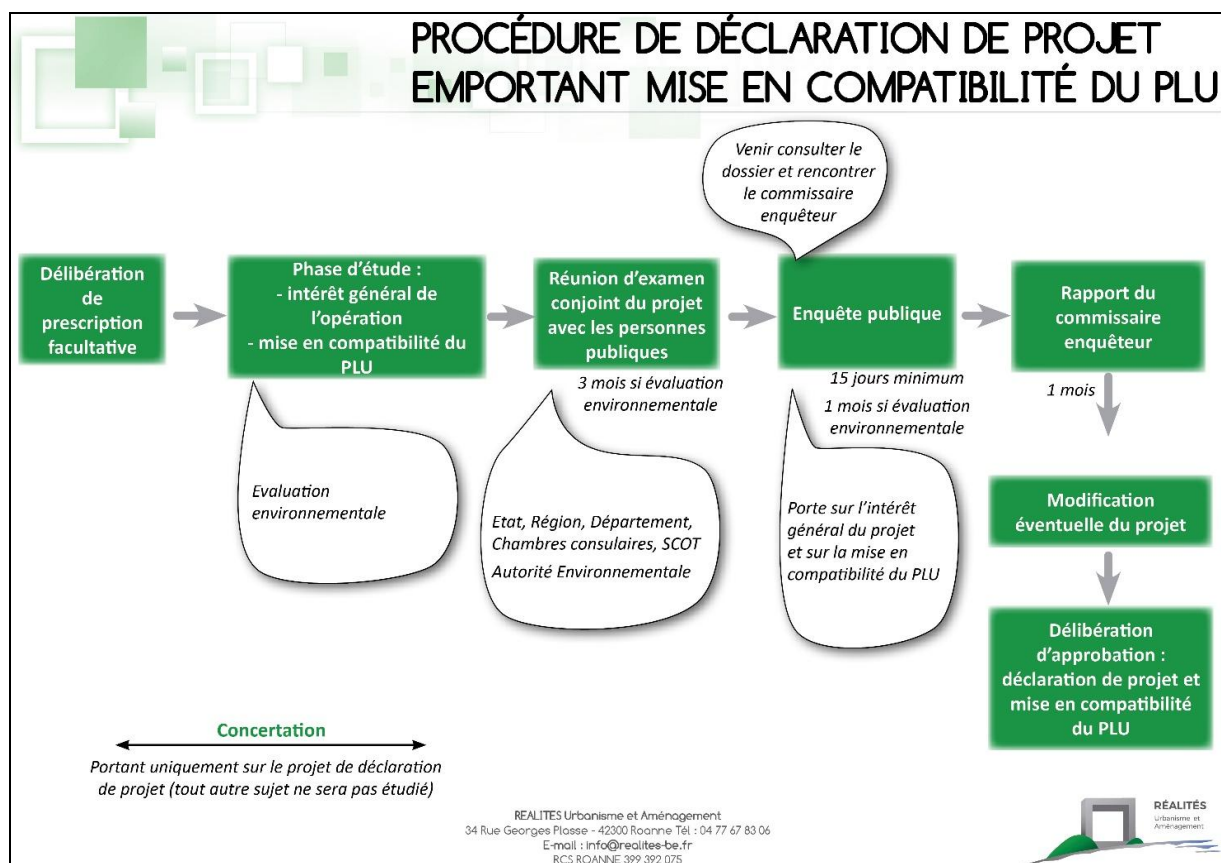 PROCÉDURE DE DÉCLARATION DE PROJET
EMPORTANT MISE EN COMPATIBILITÉ DU PLU
Venir consulter le
dossier et rencontrer
le commissaire
enquêteur
Délibération
de
prescription
facultative
Phase d'étude :
- intérêt général de
l'opération
- mise en compatibilité du
PLU
Réunion d'examen
conjoint du projet
avec les personnes
publiques
Enquête publique
Rapport du
commissaire
enquêteur
3 mois si évaluation
environnementale
15 jours minimum
1 mois si évaluation
environnementale
1 mois
Evaluation
environnementale
Etat, Région, Département,
Chambres consulaires, SCOT
Autorité Environnementale
Porte sur l'intérêt
général du projet
et sur la mise en
compatibilité du PLU
Modification
éventuelle du projet
Délibération
d'approbation :
déclaration de projet et
mise en compatibilité
du PLU
Concertation
Portant uniquement sur le projet de déclaration
de projet (tout autre sujet ne sera pas étudié)
REALITES Urbanisme et Aménagement
34 Rue Georges Plasse - 42300 Roanne Tél : 04 77 67 83 06
E-mail : info@realites-be.fr
RCS ROANNE 399 392 075
RÉALITÉS
Urbanisme et
Aménagement